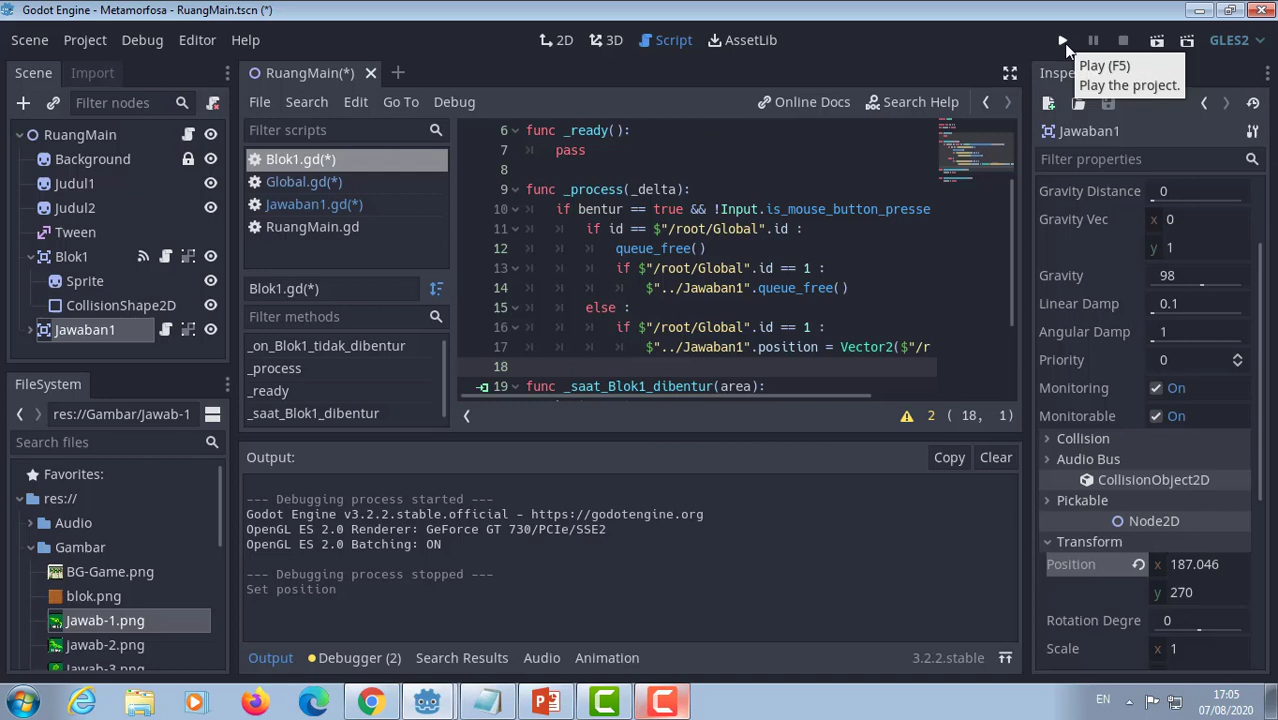 Godot Engine - Metamorfosa - RuangMain.tscn (*)
Scene Project Debug Editor Help
2D 3D Script AssetLib
GLES2
Play (F5)
Play the project.
Scene Import
Filter nodes
RuangMain
Background
Judul1
Judul2
Tween
Blok1
Sprite
CollisionShape2D
Jawaban1
FileSystem
res://Gambar/Jawab-1
Search files
Favorites:
res://
Audio
Gambar
BG-Game.png
blok.png
Jawab-1.png
Jawab-2.png
Jawab-3.png
RuangMain(*)
File Search Edit Go To Debug
Online Docs Search Help
Filter scripts
Blok1.gd(*)
Global.gd(*)
Jawaban1.gd(*)
RuangMain.gd
Blok1.gd(*)
Filter methods
_on_Blok1_tidak_dibentur
_process
_ready
_saat_Blok1_dibentur
6 func _ready():
7 pass
8
9 func _process(_delta):
10 if bentur == true && !Input.is_mouse_button_presse
11 if id == $"/root/Global".id :
12 queue_free()
13 if $"/root/Global".id == 1 :
14 $"../Jawaban1".queue_free()
15 else :
16 if $"/root/Global".id == 1 :
17 $"../Jawaban1".position = Vector2($"/r
18
19 func _saat_Blok1_dibentur(area):
2 ( 18, 1)
Output:
Copy Clear
--- Debugging process started ---
Godot Engine v3.2.2.stable.official - https://godotengine.org
OpenGL ES 2.0 Renderer: GeForce GT 730/PCIe/SSE2
OpenGL ES 2.0 Batching: ON
--- Debugging process stopped ---
Set position
Output Debugger (2) Search Results Audio Animation
3.2.2.stable
Inspe
Jawaban1
Filter properties
Gravity Distance 0
Gravity Vec x 0
y 1
Gravity 98
Linear Damp 0.1
Angular Damp 1
Priority 0
Monitoring On
Monitorable On
Collision
Audio Bus
CollisionObject2D
Pickable
Node2D
Transform
Position x 187.046
y 270
Rotation Degre 0
Scale x 1
EN
17:05
07/08/2020